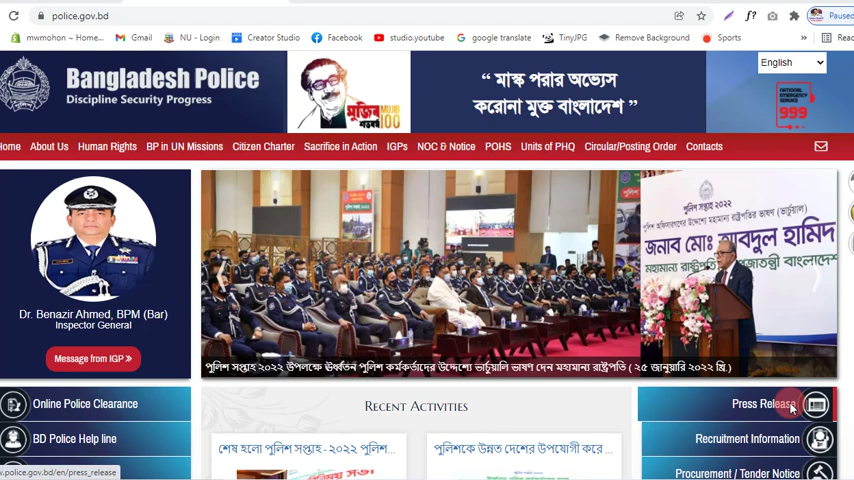 police.gov.bd
mwmohon ~ Home...
Gmail
NU - Login
Creator Studio
Facebook
studio.youtube
google translate
TinyJPG
Remove Background
Sports
»
Paused
Bangladesh Police
Discipline Security Progress
মুজিব
100
“ মাস্ক পরার অভ্যেস
করোনা মুক্ত বাংলাদেশ ”
English
NATIONAL
EMERGENCY
SERVICE
999
Home About Us Human Rights BP in UN Missions Citizen Charter Sacrifice in Action IGPs NOC & Notice POHS Units of PHQ Circular/Posting Order Contacts
Dr. Benazir Ahmed, BPM (Bar)
Inspector General
Message from IGP »
পুলিশ সপ্তাহ ২০২২
জনাব মোঃ আবদুল হামিদ
পুলিশ সপ্তাহ ২০২২ উপলক্ষে ঊর্ধ্বতন পুলিশ কর্মকর্তাদের উদ্দেশ্যে ভার্চুয়ালি ভাষণ দেন মহামান্য রাষ্ট্রপতি ( ২৫ জানুয়ারি ২০২২ খ্রি.)
Online Police Clearance
BD Police Help line
Recent Activities
শেষ হলো পুলিশ সপ্তাহ - ২০২২ পুলিশ...
পুলিশকে উন্নত দেশের উপযোগী করে ...
Press Release
Recruitment Information
Procurement / Tender Notice
w.police.gov.bd/en/press_release